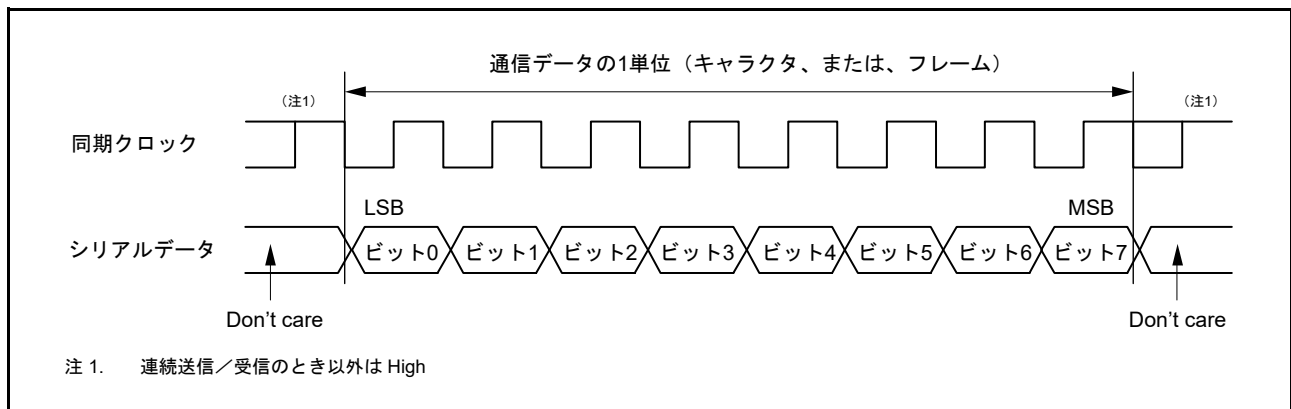 通信データの1単位（キャラクタ、または、フレーム）
（注1）
（注1）
同期クロック
LSB
MSB
シリアルデータ
ビット0 ビット1 ビット2 ビット3 ビット4 ビット5 ビット6 ビット7
Don't care
Don't care
注 1. 連続送信／受信のとき以外は High